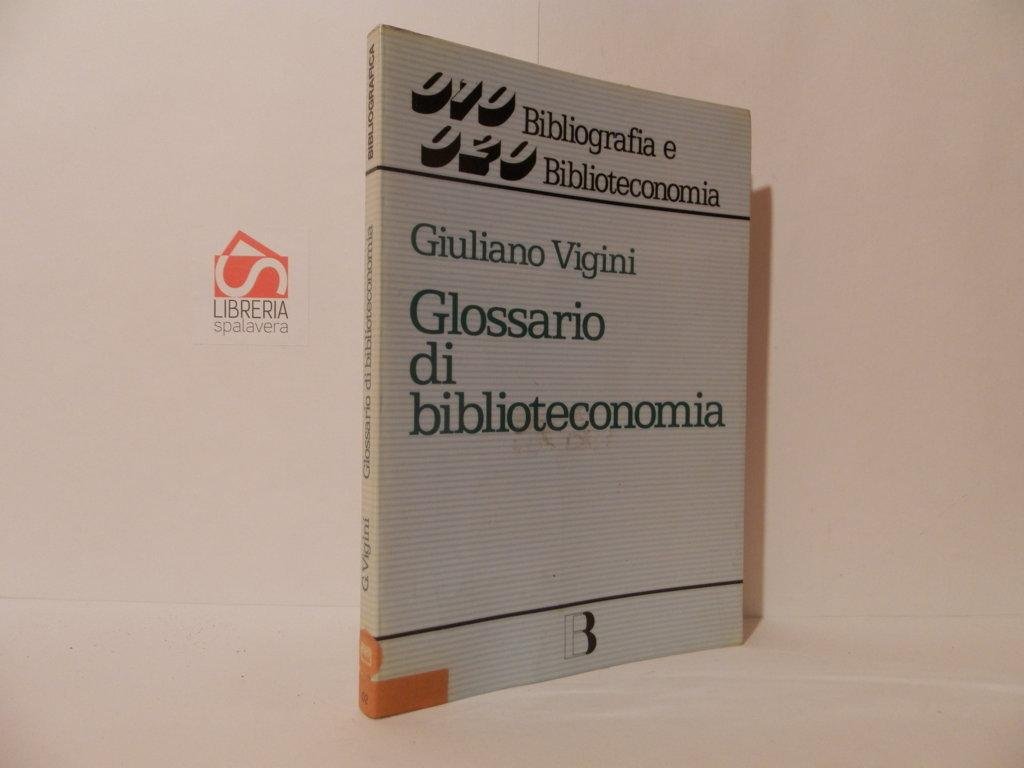 010 Bibliografia e
020 Biblioteconomia
Giuliano Vigini
Glossario
di
biblioteconomia
B
G. Vigini Glossario di biblioteconomia BIBLIOGRAFICA
LIBRERIA
spalavera